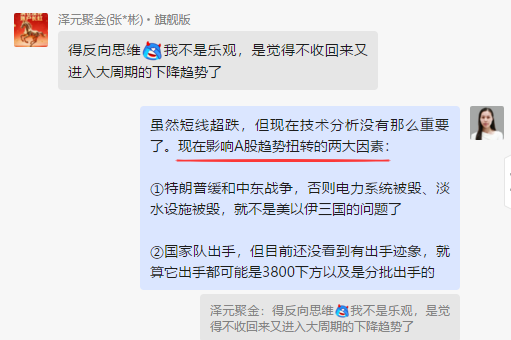 泽元聚金(张*彬)·旗舰版
得反向思维我不是乐观，是觉得不收回来又
进入大周期的下降趋势了
虽然短线超跌，但现在技术分析没有那么重要
了。现在影响A股趋势扭转的两大因素：
①特朗普缓和中东战争，否则电力系统被毁、淡
水设施被毁，就不是美以伊三国的问题了
②国家队出手，但目前还没看到有出手迹象，就
算它出手都可能是3800下方以及是分批出手的
泽元聚金：得反向思维我不是乐观，是觉
得不收回来又进入大周期的下降趋势了